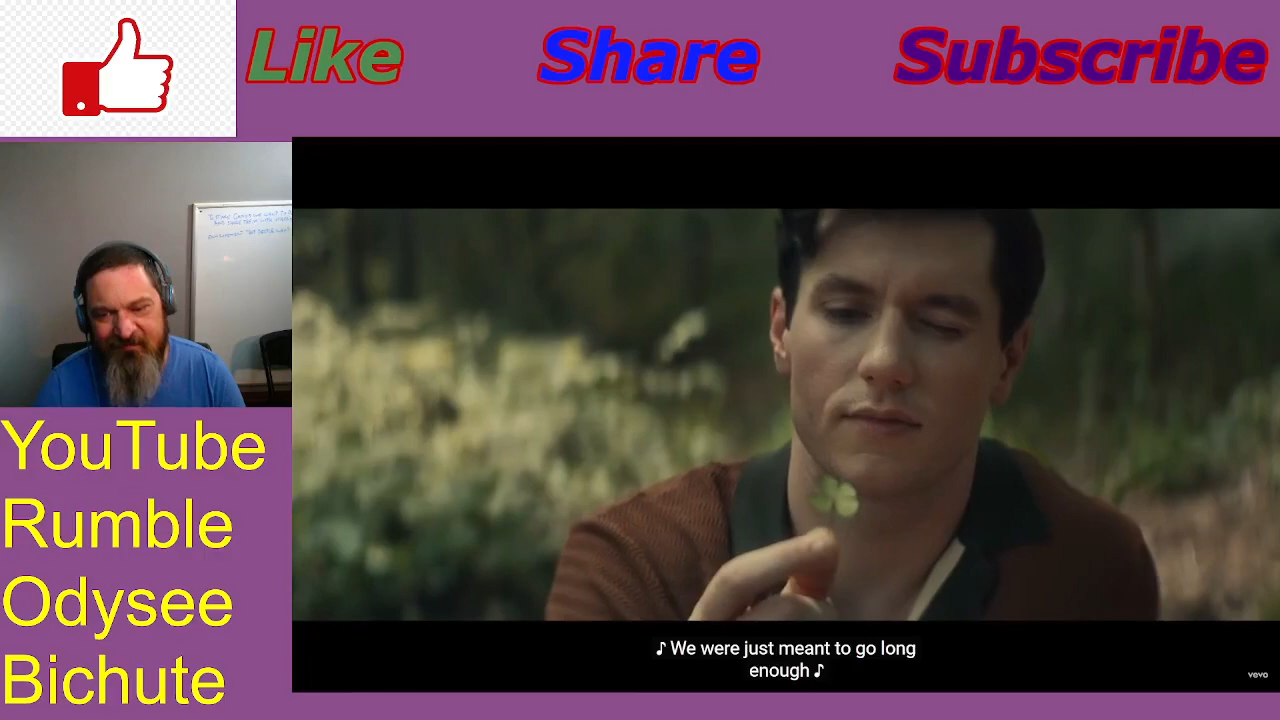 Like Share Subscribe
YouTube
Rumble
Odysee
Bichute
♪ We were just meant to go long
enough ♪
vevo